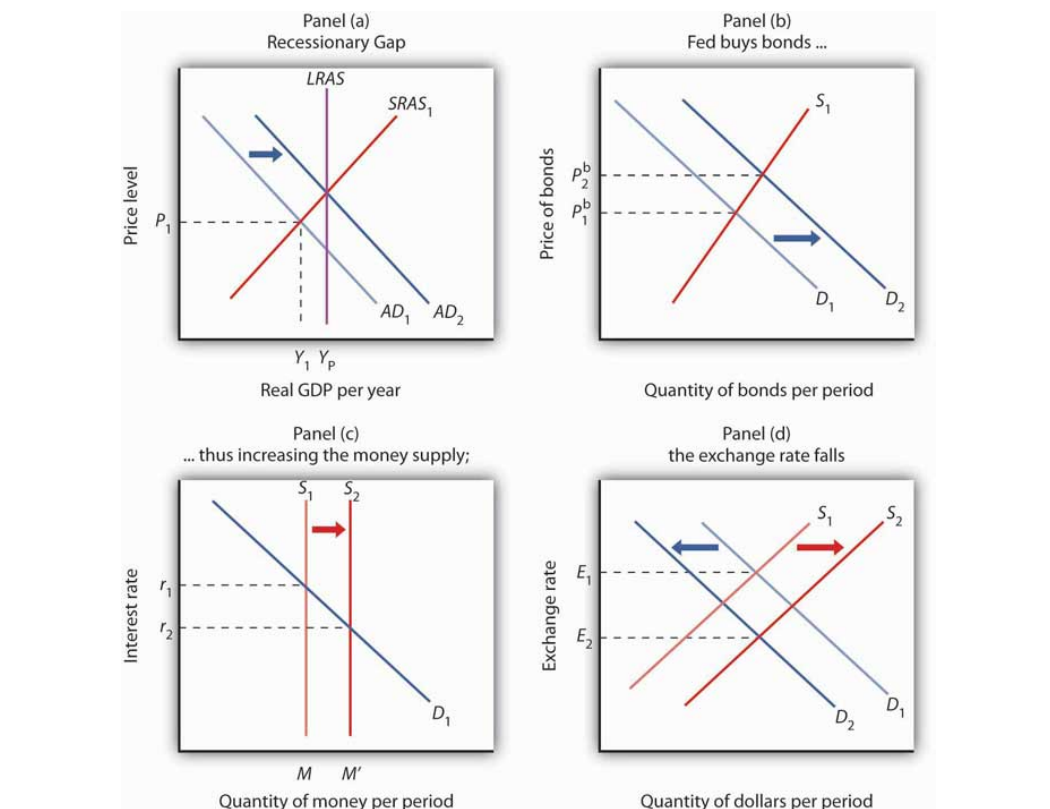 Panel (a)
Recessionary Gap
LRAS
SRAS₁
Price level
P₁
AD₁
AD₂
Y₁
Yₚ
Real GDP per year
Panel (b)
Fed buys bonds ...
S₁
Price of bonds
P₂ᵇ
P₁ᵇ
D₁
D₂
Quantity of bonds per period
Panel (c)
... thus increasing the money supply;
S₁
S₂
Interest rate
r₁
r₂
D₁
M
M′
Quantity of money per period
Panel (d)
the exchange rate falls
S₁
S₂
Exchange rate
E₁
E₂
D₂
D₁
Quantity of dollars per period